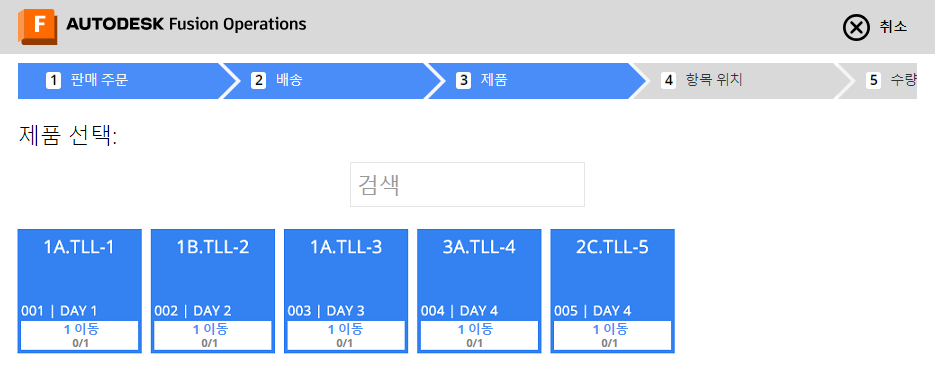 F AUTODESK Fusion Operations
취소
1 판매 주문
2 배송
3 제품
4 항목 위치
5 수량
제품 선택:
검색
1A.TLL-1
001 | DAY 1
1 이동
0/1
1B.TLL-2
002 | DAY 2
1 이동
0/1
1A.TLL-3
003 | DAY 3
1 이동
0/1
3A.TLL-4
004 | DAY 4
1 이동
0/1
2C.TLL-5
005 | DAY 4
1 이동
0/1